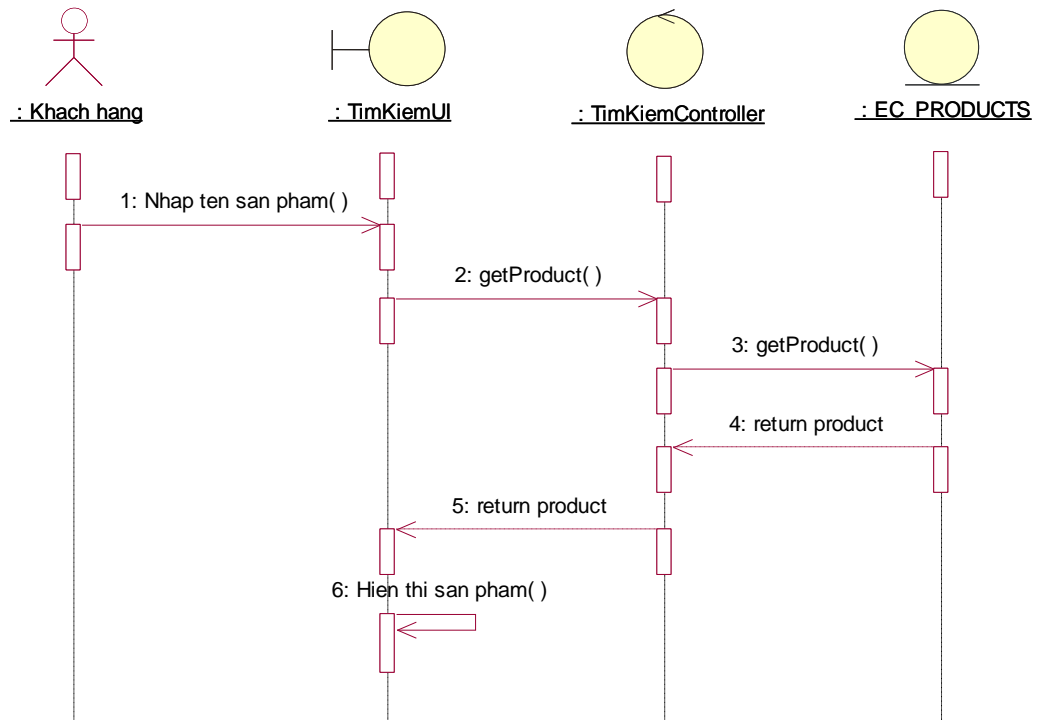 : Khach hang
: TimKiemUI
: TimKiemController
: EC_PRODUCTS
1: Nhap ten san pham( )
2: getProduct( )
3: getProduct( )
4: return product
5: return product
6: Hien thi san pham( )